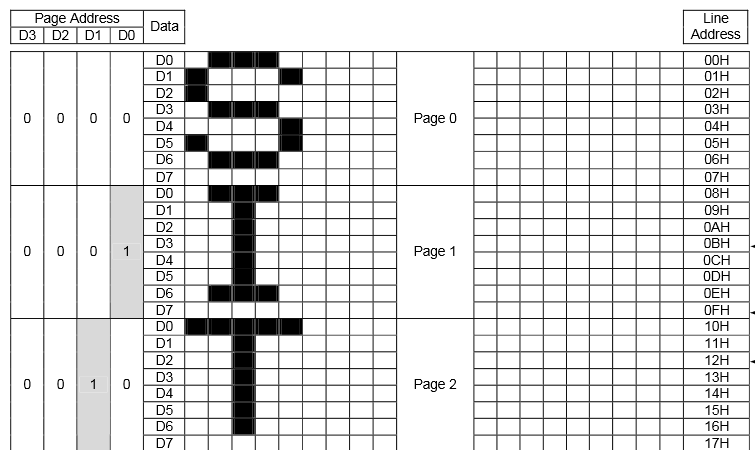 Page Address Data Line Address
D3 D2 D1 D0
D0 00H
D1 01H
D2 02H
D3 03H
0 0 0 0 Page 0
D4 04H
D5 05H
D6 06H
D7 07H
D0 08H
D1 09H
D2 0AH
D3 0BH
0 0 0 1 Page 1
D4 0CH
D5 0DH
D6 0EH
D7 0FH
D0 10H
D1 11H
D2 12H
D3 13H
0 0 1 0 Page 2
D4 14H
D5 15H
D6 16H
D7 17H